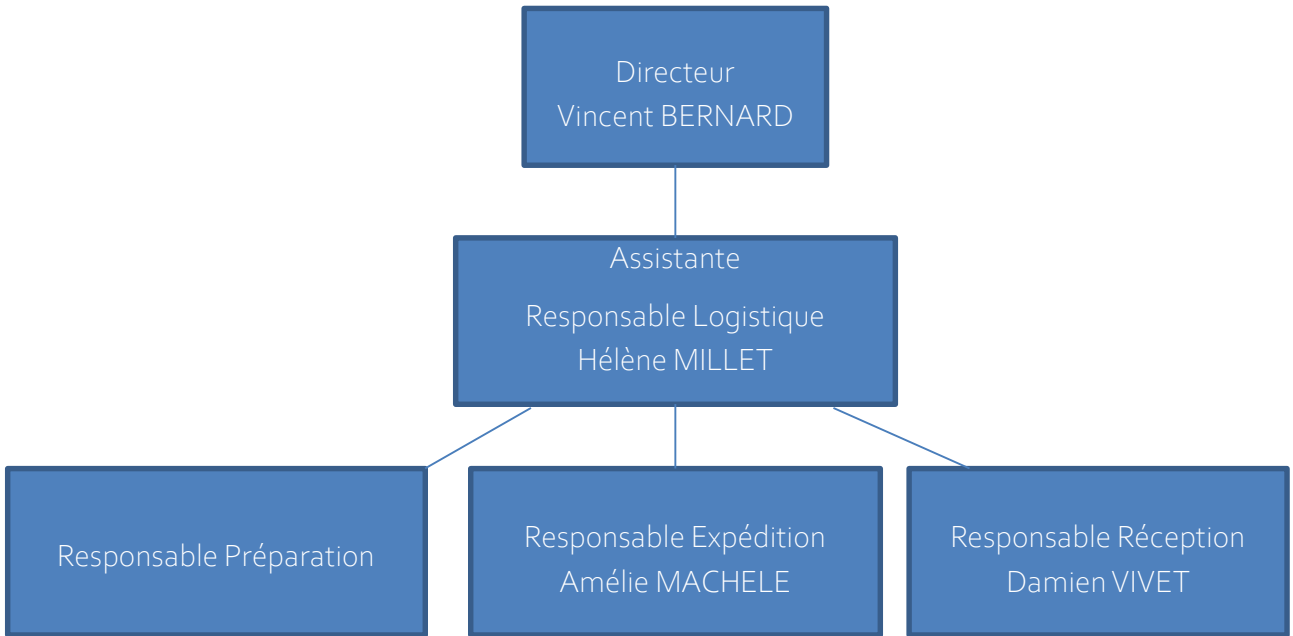 Directeur
Vincent BERNARD
Assistante
Responsable Logistique
Hélène MILLET
Responsable Préparation
Responsable Expédition
Amélie MACHELE
Responsable Réception
Damien VIVET